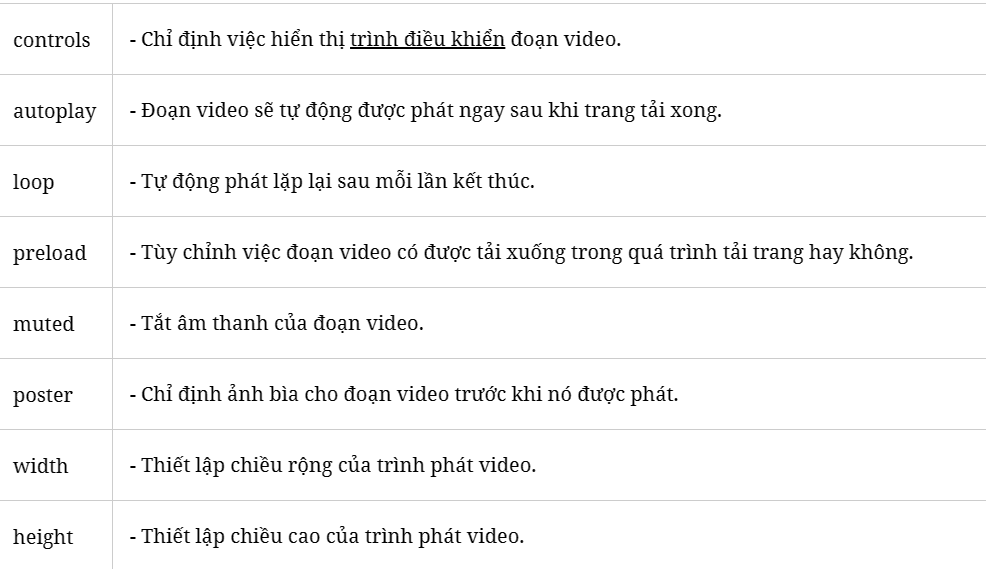 controls - Chỉ định việc hiển thị trình điều khiển đoạn video.
autoplay - Đoạn video sẽ tự động được phát ngay sau khi trang tải xong.
loop - Tự động phát lặp lại sau mỗi lần kết thúc.
preload - Tùy chỉnh việc đoạn video có được tải xuống trong quá trình tải trang hay không.
muted - Tắt âm thanh của đoạn video.
poster - Chỉ định ảnh bìa cho đoạn video trước khi nó được phát.
width - Thiết lập chiều rộng của trình phát video.
height - Thiết lập chiều cao của trình phát video.